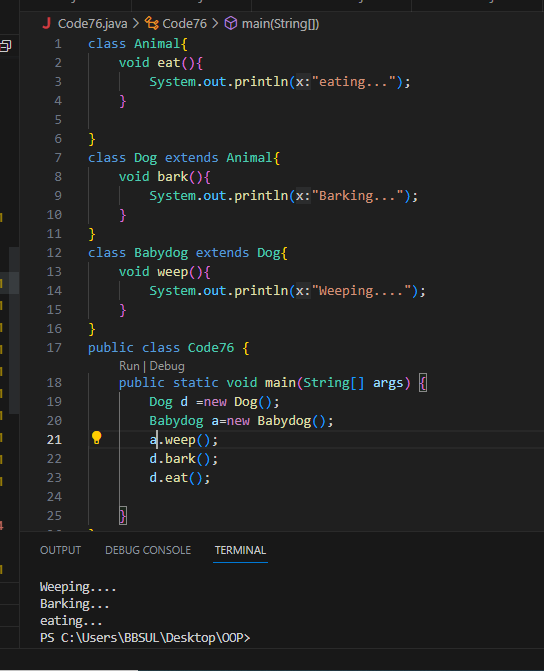 J Code76.java > Code76 > main(String[])
1 class Animal{
2 void eat(){
3 System.out.println(x:"eating...");
4 }
5
6 }
7 class Dog extends Animal{
8 void bark(){
9 System.out.println(x:"Barking...");
10 }
11 }
12 class Babydog extends Dog{
13 void weep(){
14 System.out.println(x:"Weeping....");
15 }
16 }
17 public class Code76 {
Run | Debug
18 public static void main(String[] args) {
19 Dog d =new Dog();
20 Babydog a=new Babydog();
21 a.weep();
22 d.bark();
23 d.eat();
24
25 }
OUTPUT DEBUG CONSOLE TERMINAL
Weeping....
Barking...
eating...
PS C:\Users\BBSUL\Desktop\OOP>